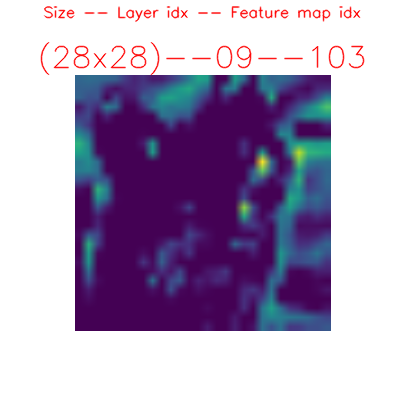 Size -- Layer idx -- Feature map idx
(28x28)--09--103